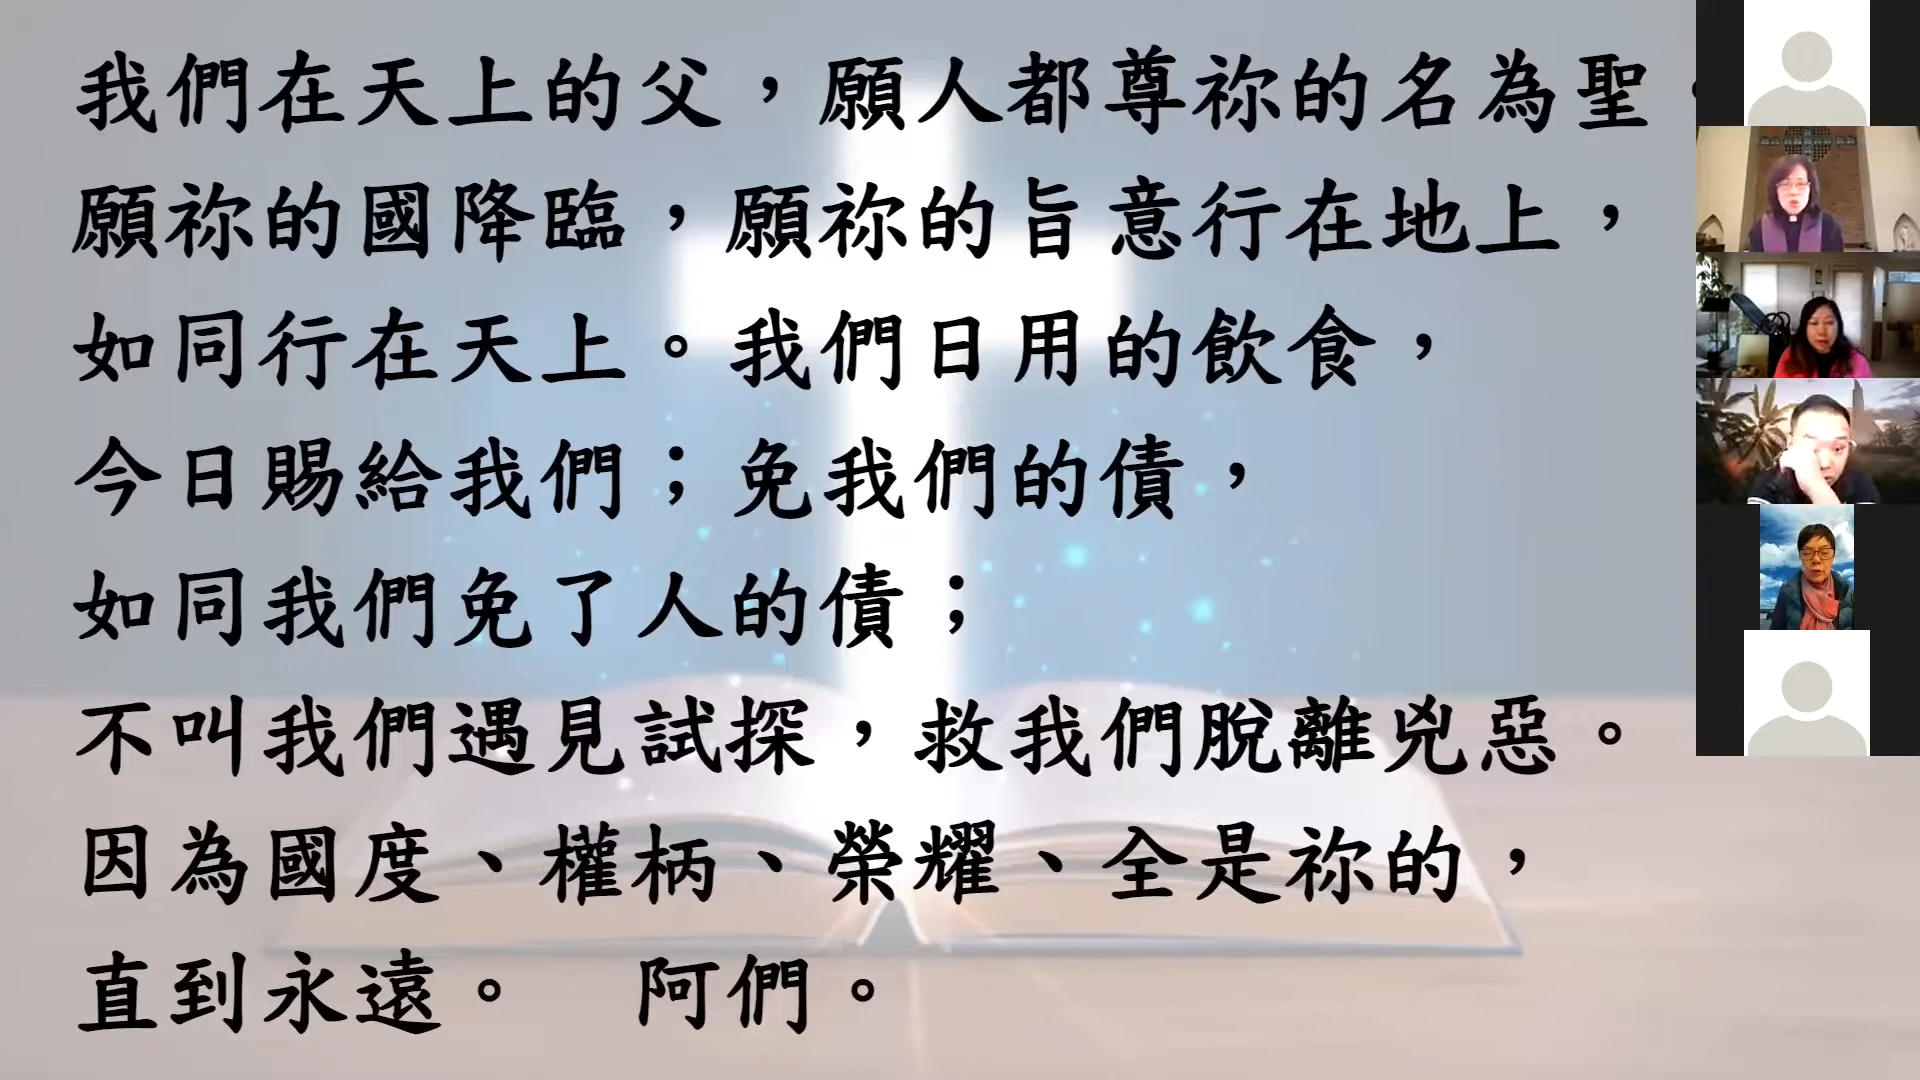 我們在天上的父，願人都尊祢的名為聖。
願祢的國降臨，願祢的旨意行在地上，
如同行在天上。我們日用的飲食，
今日賜給我們；免我們的債，
如同我們免了人的債；
不叫我們遇見試探，救我們脫離兇惡。
因為國度、權柄、榮耀、全是祢的，
直到永遠。 阿們。